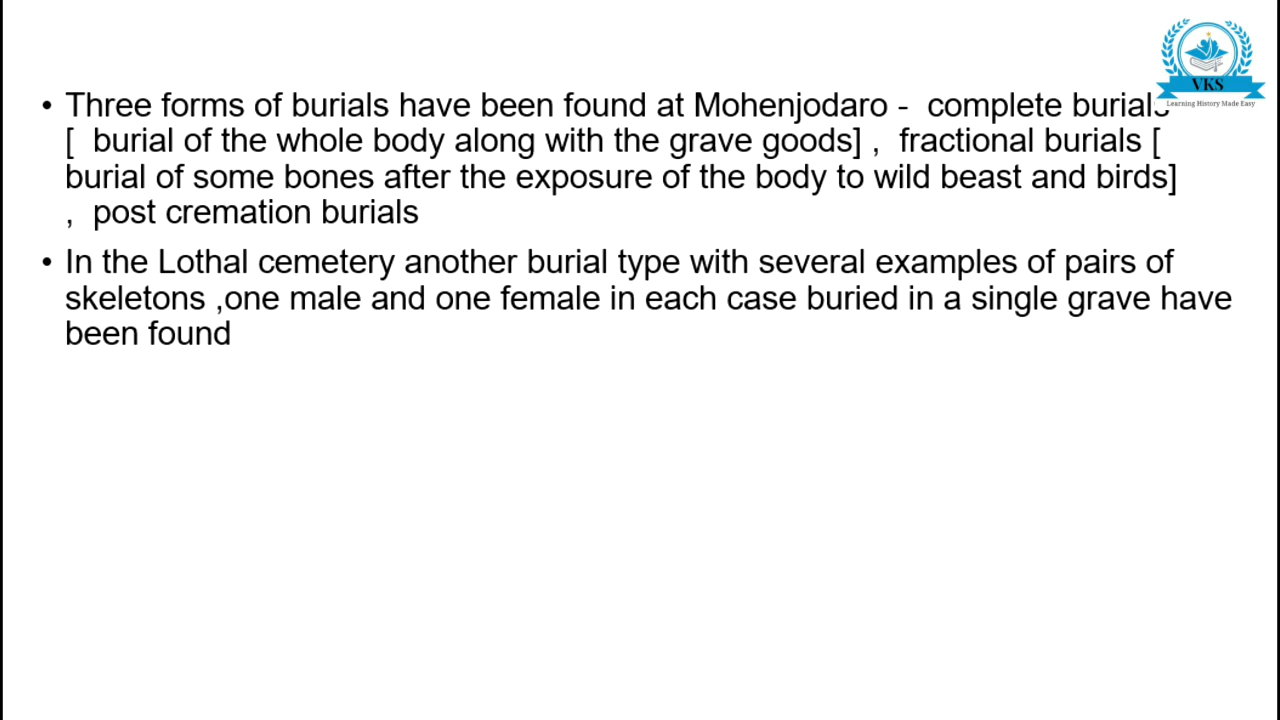 VKS
Learning History Made Easy
• Three forms of burials have been found at Mohenjodaro - complete burials
[ burial of the whole body along with the grave goods] , fractional burials [
burial of some bones after the exposure of the body to wild beast and birds]
, post cremation burials
• In the Lothal cemetery another burial type with several examples of pairs of
skeletons ,one male and one female in each case buried in a single grave have
been found